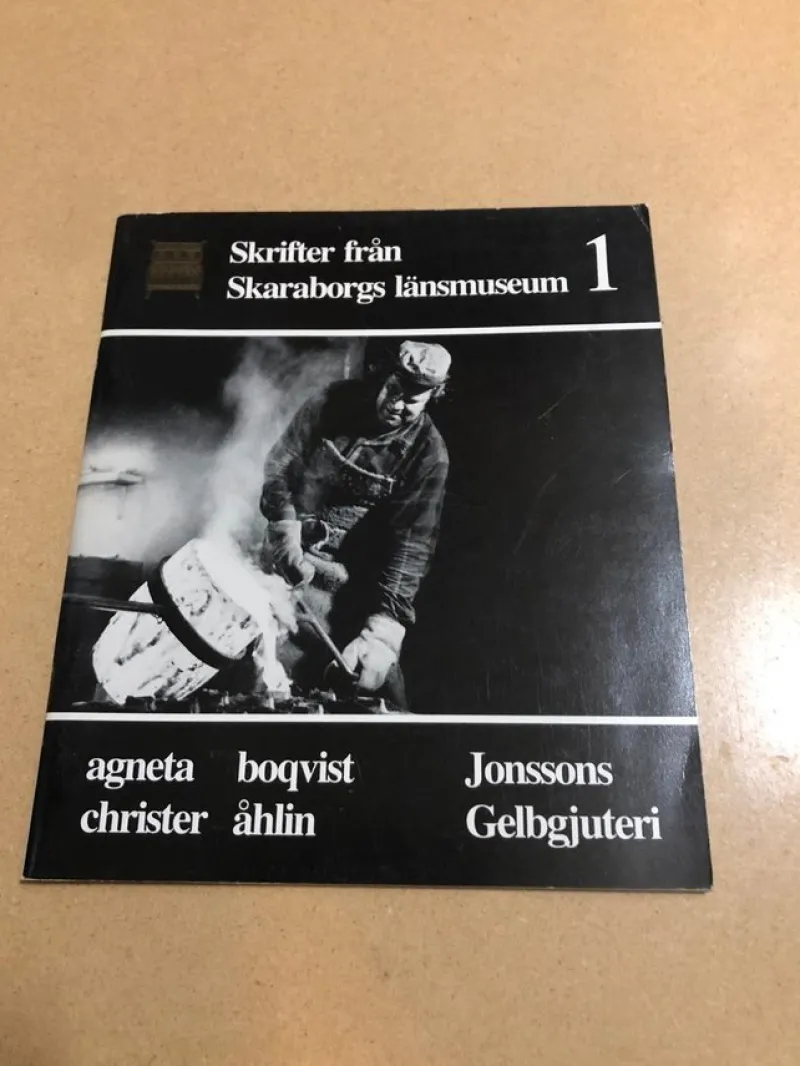 Skrifter från
Skaraborgs länsmuseum 1
agneta boqvist
christer åhlin
Jonssons
Gelbgjuteri